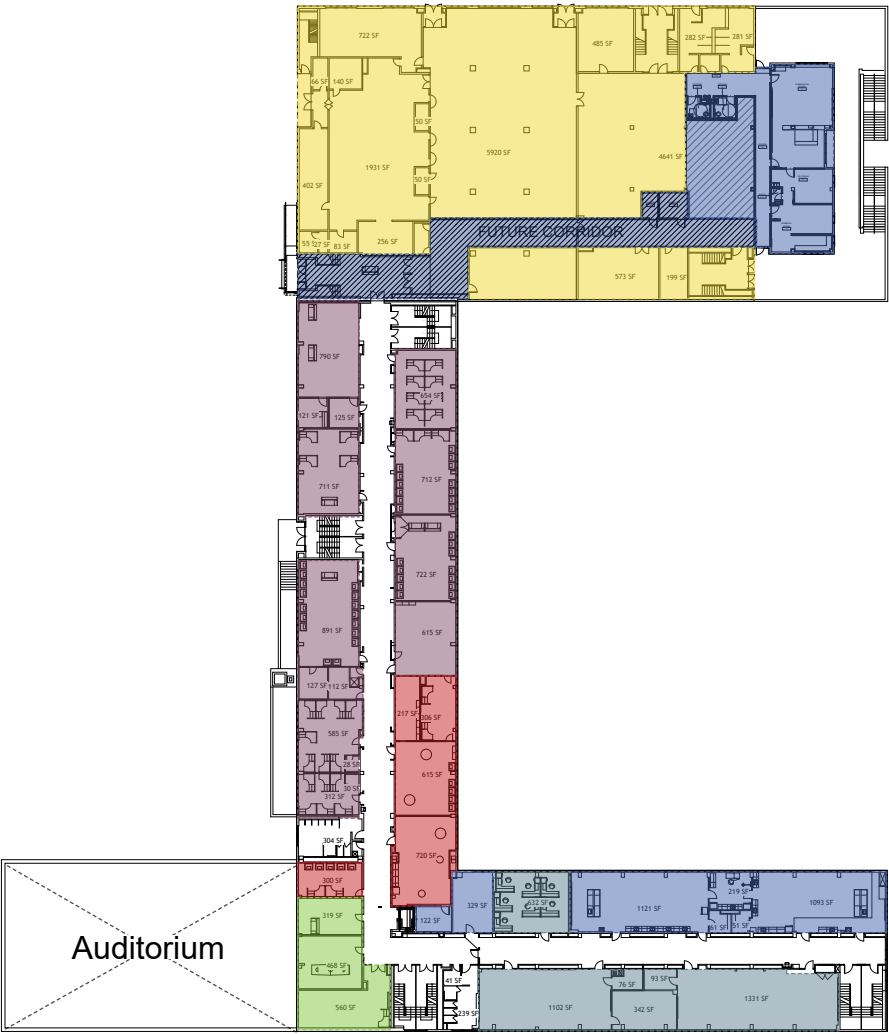 722 SF
485 SF
282 SF
281 SF
66 SF
140 SF
50 SF
5920 SF
4641 SF
1931 SF
402 SF
50 SF
FUTURE CORRIDOR
27 SF
83 SF
256 SF
573 SF
199 SF
790 SF
654 SF
121 SF
125 SF
712 SF
711 SF
722 SF
891 SF
615 SF
127 SF
112 SF
217 SF
306 SF
585 SF
28 SF
615 SF
30 SF
312 SF
304 SF
720 SF
300 SF
319 SF
122 SF
329 SF
632 SF
1121 SF
219 SF
1093 SF
61 SF
51 SF
Auditorium
468 SF
560 SF
41 SF
239 SF
1102 SF
76 SF
93 SF
342 SF
1331 SF